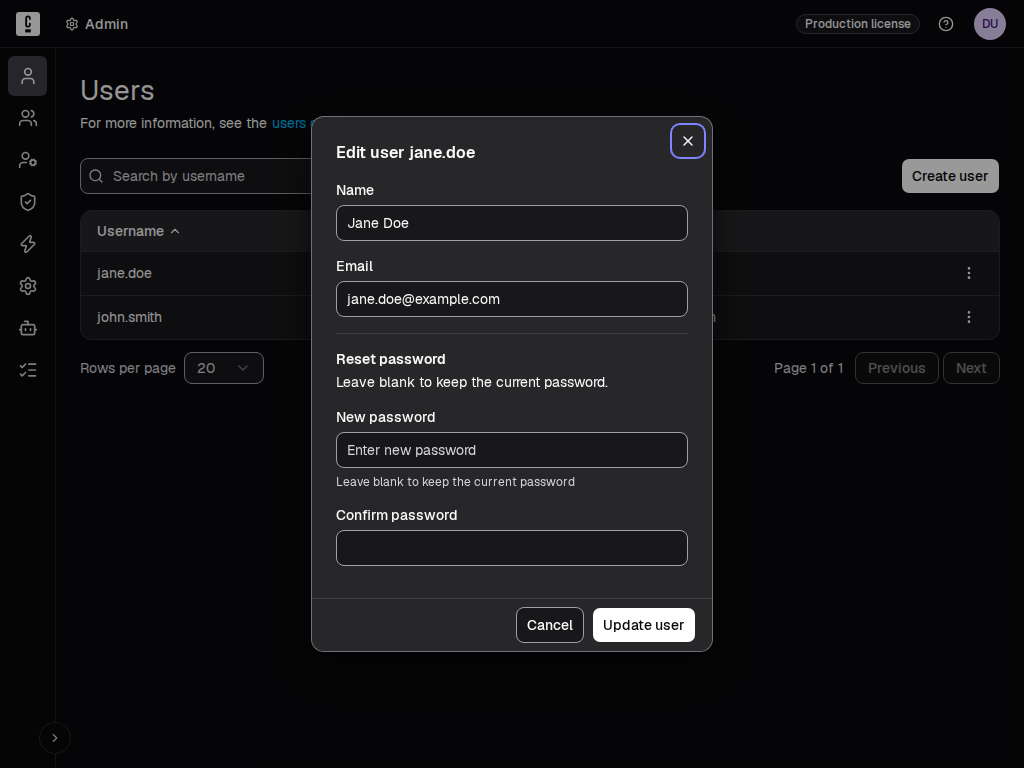 Admin
Production license
DU
Users
For more information, see the users
Search by username
Create user
Username
jane.doe
john.smith
Rows per page
20
Page 1 of 1
Previous
Next
Edit user jane.doe
Name
Jane Doe
Email
jane.doe@example.com
Reset password
Leave blank to keep the current password.
New password
Enter new password
Leave blank to keep the current password
Confirm password
Cancel
Update user